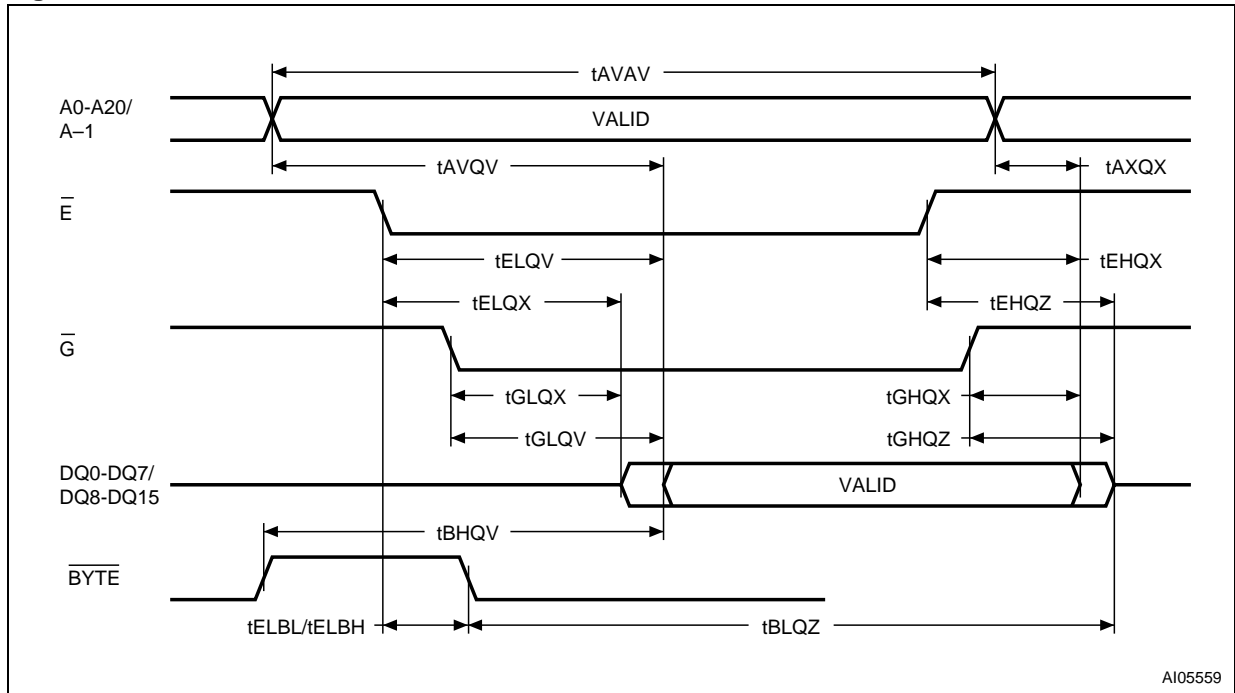 tAVAV
A0-A20/
A–1
VALID
tAVQV
tAXQX
E
tELQV
tEHQX
tELQX
tEHQZ
G
tGLQX
tGHQX
tGLQV
tGHQZ
DQ0-DQ7/
DQ8-DQ15
VALID
tBHQV
BYTE
tELBL/tELBH
tBLQZ
AI05559